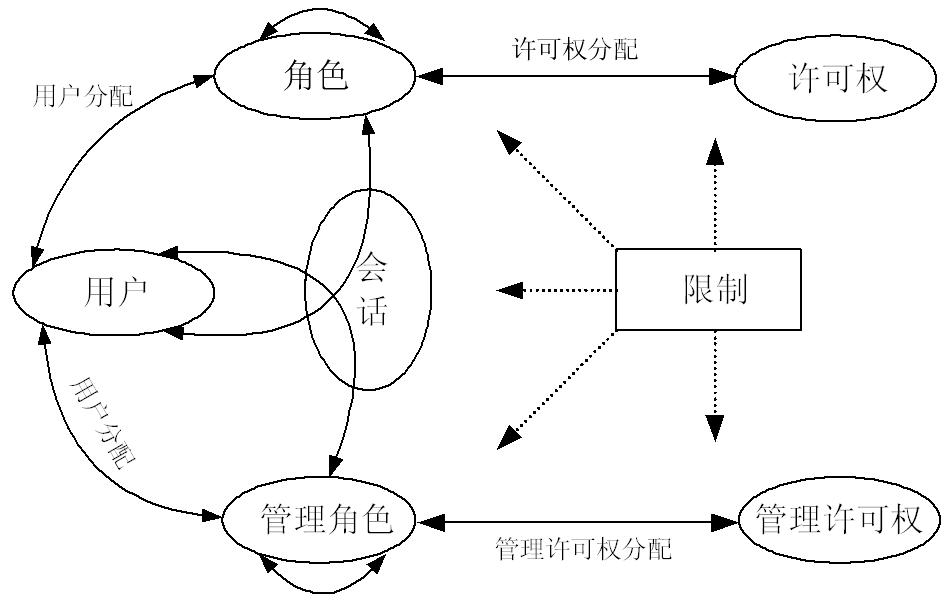 许可权分配
角色
许可权
用户分配
会
话
用户
限制
用户分配
管理角色
管理许可权
管理许可权分配